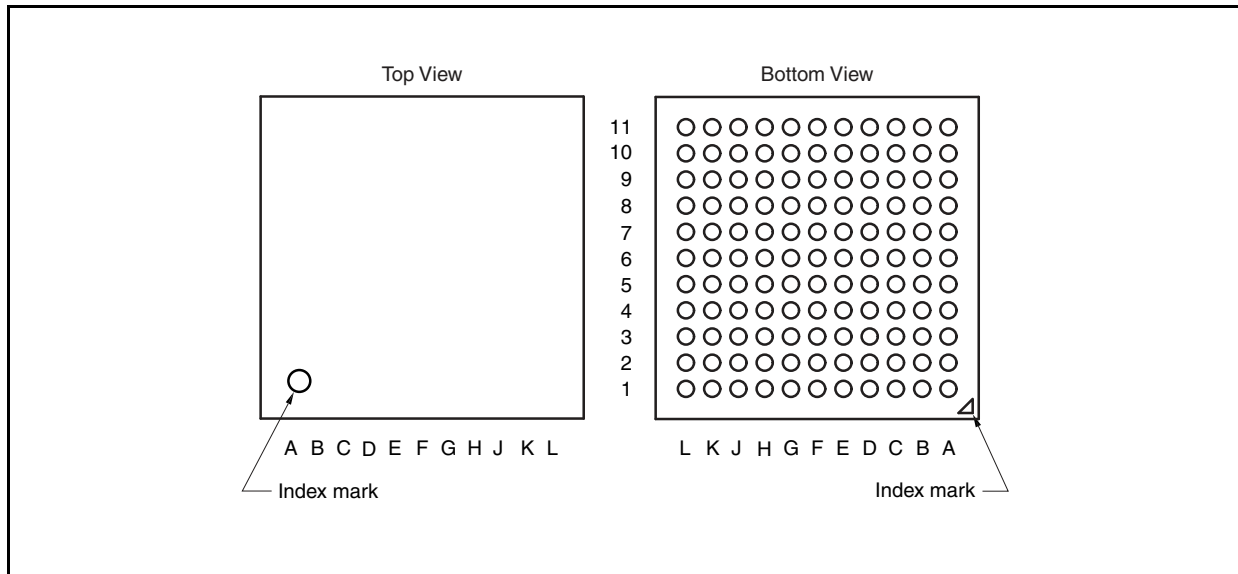 Top View
Bottom View
11
10
9
8
7
6
5
4
3
2
1
A B C D E F G H J K L
L K J H G F E D C B A
Index mark
Index mark